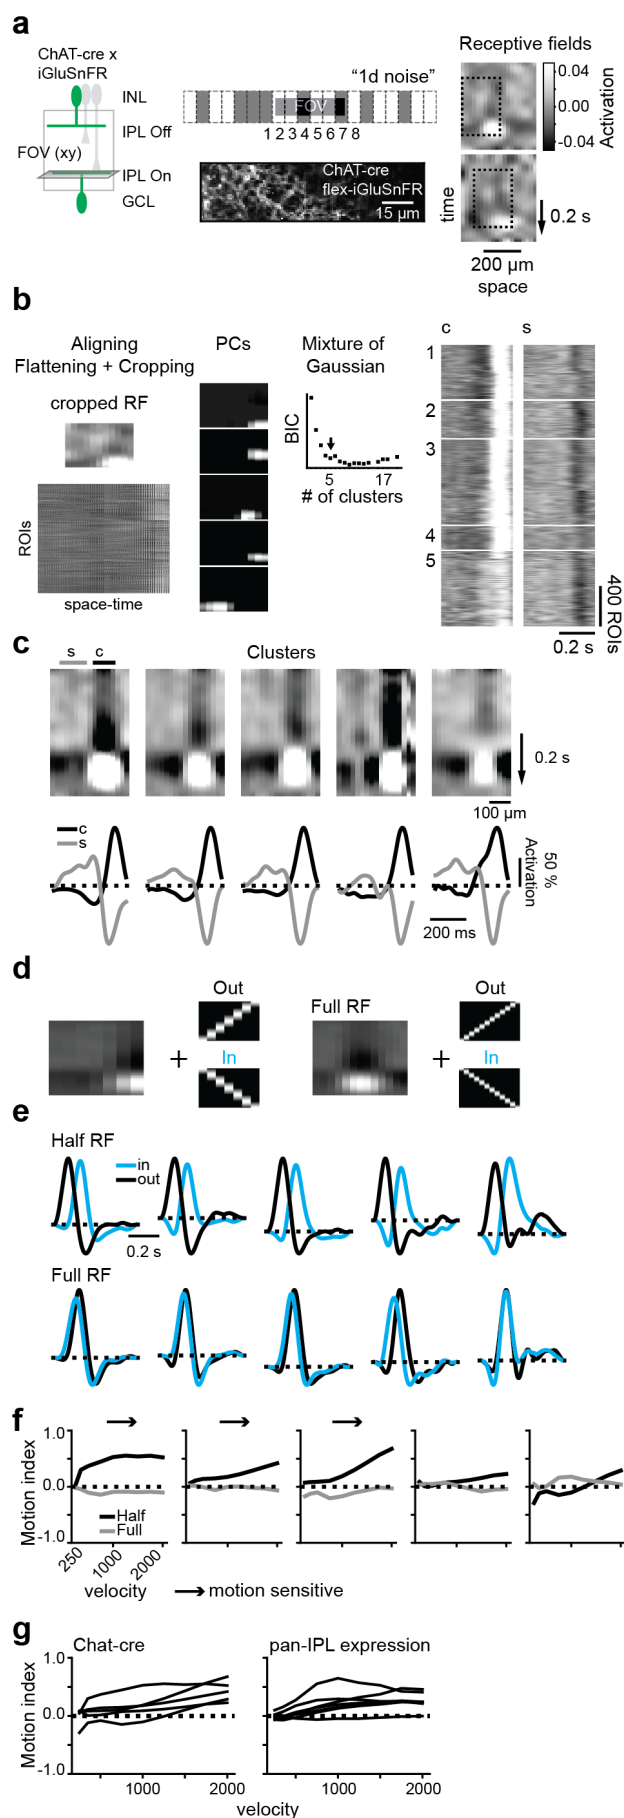 a
ChAT-cre x
iGluSnFR
INL
IPL Off
FOV (xy)
IPL On
GCL
"1d noise"
FOV
1 2 3 4 5 6 7 8
ChAT-cre
flex-iGluSnFR
15 µm
Receptive fields
0.04
0.00
-0.04
Activation
time
0.2 s
200 µm
space
b
Aligning
Flattening + Cropping
cropped RF
ROIs
space-time
PCs
Mixture of
Gaussian
BIC
5 17
# of clusters
c s
1
2
3
4
5
400 ROIs
0.2 s
c
s c
Clusters
0.2 s
100 µm
c
s
50 %
Activation
200 ms
d
Out
+
In
Full RF
Out
+
In
e
Half RF
in
out
0.2 s
Full RF
f
Motion index
1.0
0.0
-1.0
Half
Full
250 1000 2000
velocity
motion sensitive
g
Chat-cre
pan-IPL expression
Motion index
1.0
0.0
-1.0
1000 2000
1000 2000
velocity